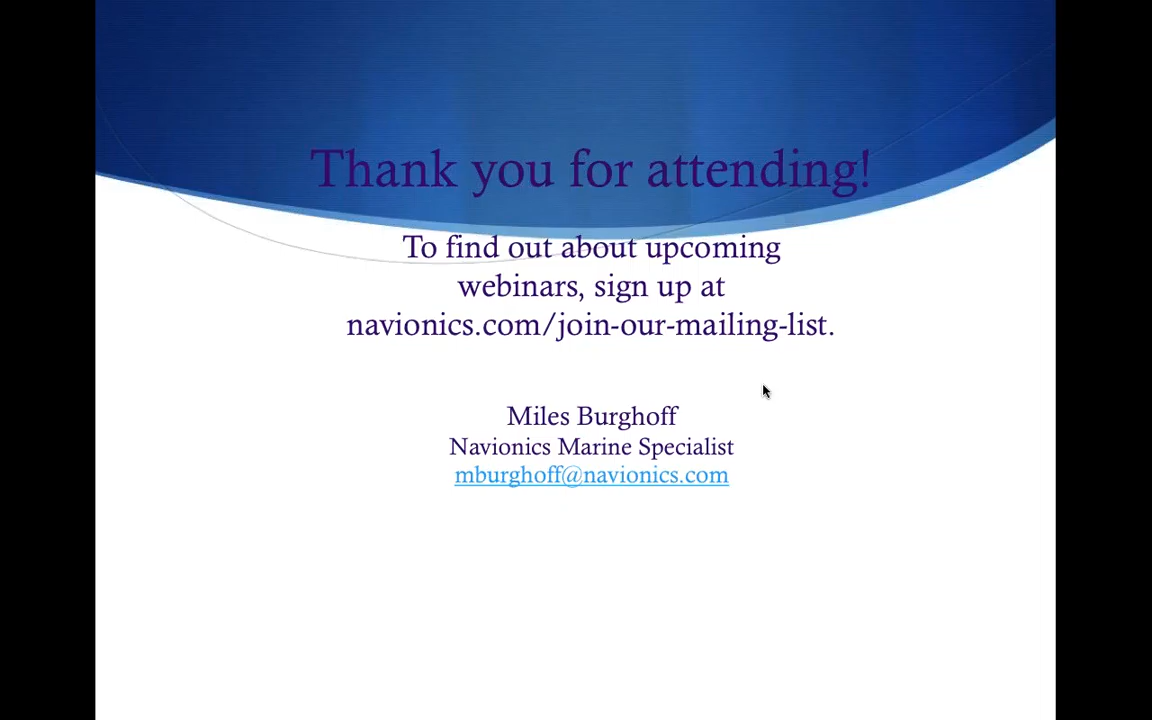 Thank you for attending!
To find out about upcoming
webinars, sign up at
navionics.com/join-our-mailing-list.
Miles Burghoff
Navionics Marine Specialist
mburghoff@navionics.com